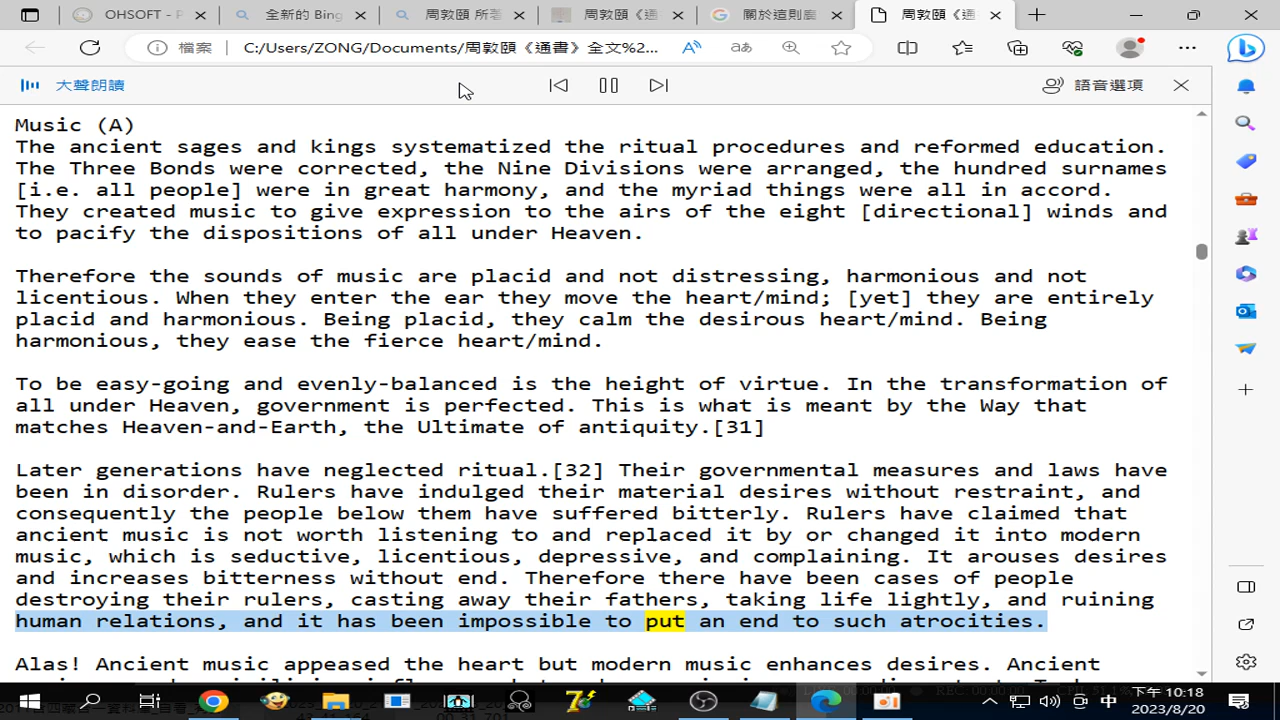 OHSOFT - F
全新的 Bing
周敦頤 所著
周敦頤《通
關於這則廳
周敦頤《通
檔案
C:/Users/ZONG/Documents/周敦頤《通書》全文%2...
大聲朗讀
語音選項
Music (A)
The ancient sages and kings systematized the ritual procedures and reformed education.
The Three Bonds were corrected, the Nine Divisions were arranged, the hundred surnames
[i.e. all people] were in great harmony, and the myriad things were all in accord.
They created music to give expression to the airs of the eight [directional] winds and
to pacify the dispositions of all under Heaven.
Therefore the sounds of music are placid and not distressing, harmonious and not
licentious. When they enter the ear they move the heart/mind; [yet] they are entirely
placid and harmonious. Being placid, they calm the desirous heart/mind. Being
harmonious, they ease the fierce heart/mind.
To be easy-going and evenly-balanced is the height of virtue. In the transformation of
all under Heaven, government is perfected. This is what is meant by the Way that
matches Heaven-and-Earth, the Ultimate of antiquity.[31]
Later generations have neglected ritual.[32] Their governmental measures and laws have
been in disorder. Rulers have indulged their material desires without restraint, and
consequently the people below them have suffered bitterly. Rulers have claimed that
ancient music is not worth listening to and replaced it by or changed it into modern
music, which is seductive, licentious, depressive, and complaining. It arouses desires
and increases bitterness without end. Therefore there have been cases of people
destroying their rulers, casting away their fathers, taking life lightly, and ruining
human relations, and it has been impossible to put an end to such atrocities.
Alas! Ancient music appeased the heart but modern music enhances desires. Ancient
中
下午 10:18
2023/8/20